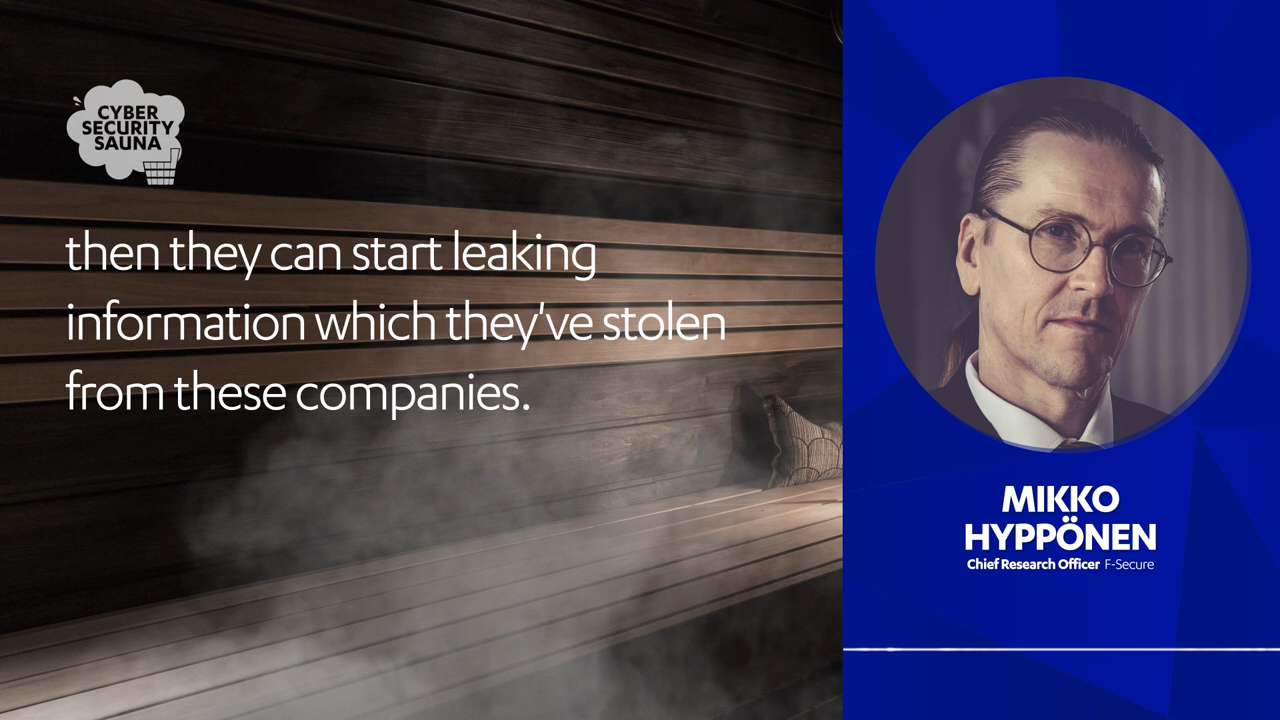 CYBER
SECURITY
SAUNA
then they can start leaking
information which they've stolen
from these companies.
MIKKO
HYPPÖNEN
Chief Research Officer F-Secure